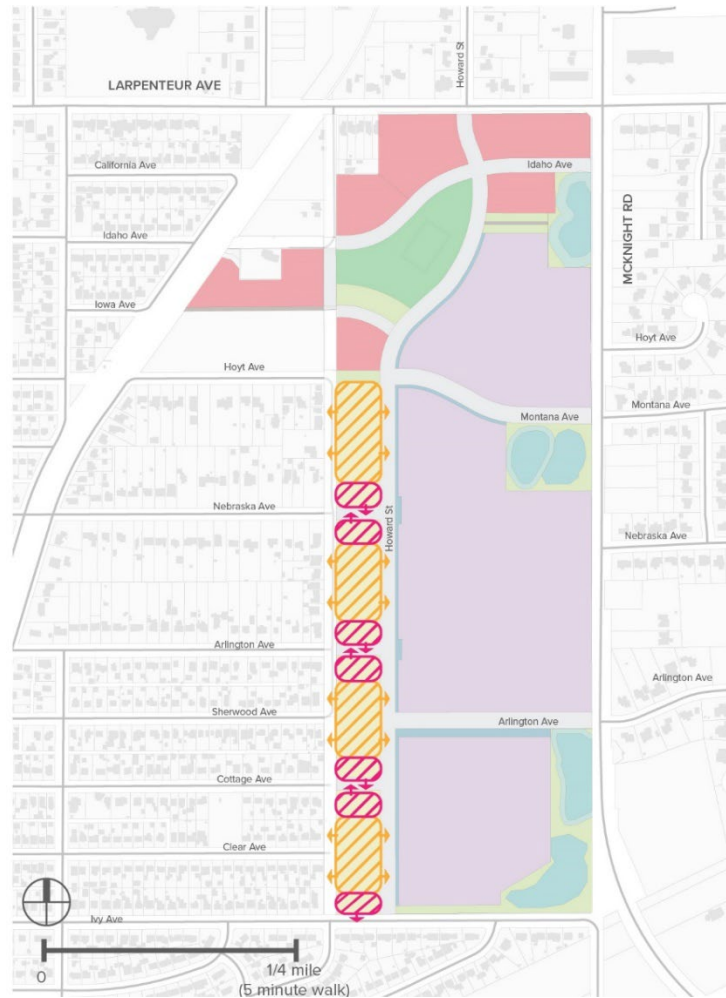 LARPENTEUR AVE
Howard St
California Ave
Idaho Ave
Idaho Ave
MCKNIGHT RD
Iowa Ave
Hoyt Ave
Hoyt Ave
Montana Ave
Montana Ave
Nebraska Ave
Howard St
Nebraska Ave
Arlington Ave
Arlington Ave
Sherwood Ave
Arlington Ave
Cottage Ave
Clear Ave
Ivy Ave
0
1/4 mile
(5 minute walk)